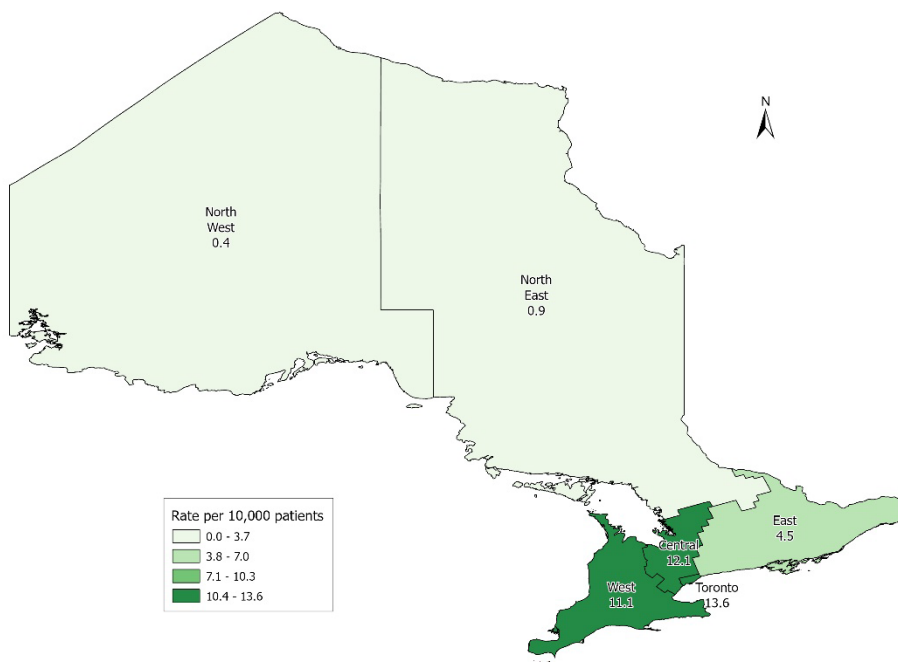 N
North
West
0.4
North
East
0.9
East
4.5
Central
12.1
Toronto
13.6
West
11.1
Rate per 10,000 patients
0.0 - 3.7
3.8 - 7.0
7.1 - 10.3
10.4 - 13.6